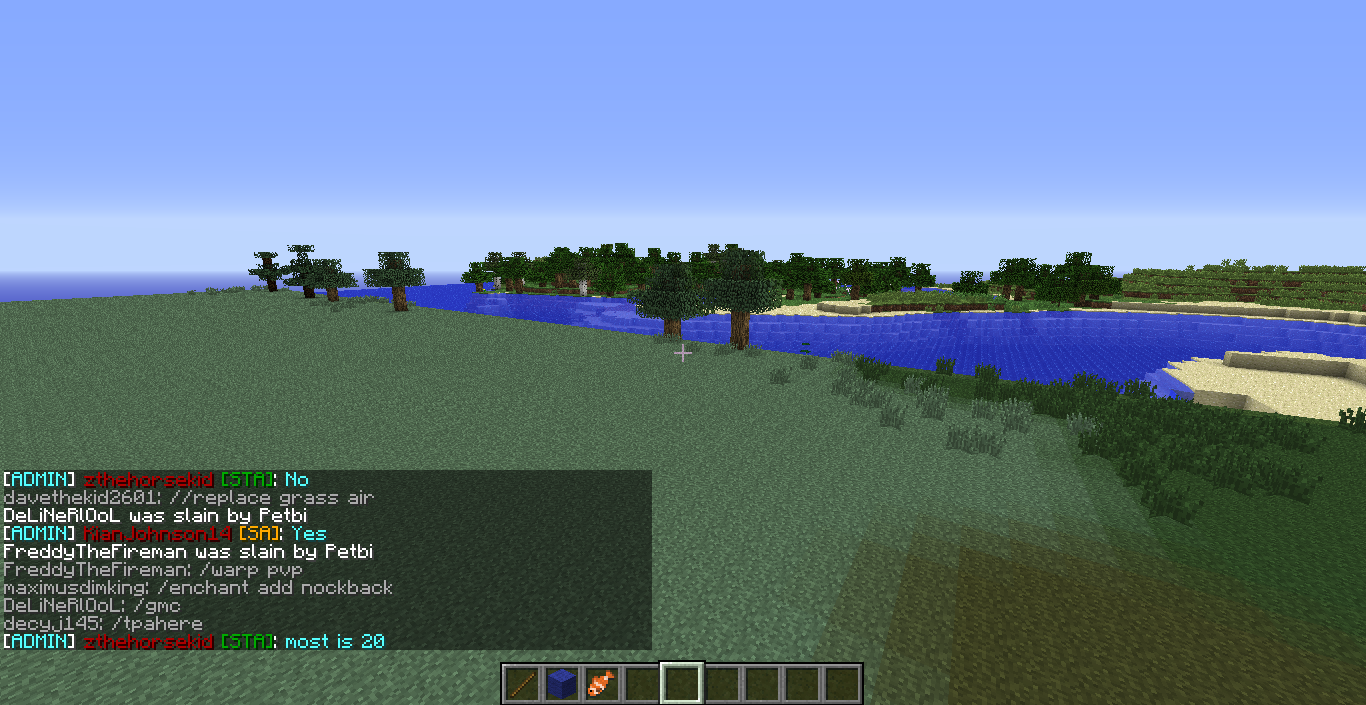 [ADMIN] zthehorsekid [STA]: No
davethekid2601: //replace grass air
DeLiNeRlOoL was slain by Petbi
[ADMIN] KianJohnson14 [SA]: Yes
FreddyTheFireman was slain by Petbi
FreddyTheFireman: /warp pvp
maximusdimking: /enchant add nockback
DeLiNeRlOoL: /gmc
decyj145: /tpahere
[ADMIN] zthehorsekid [STA]: most is 20